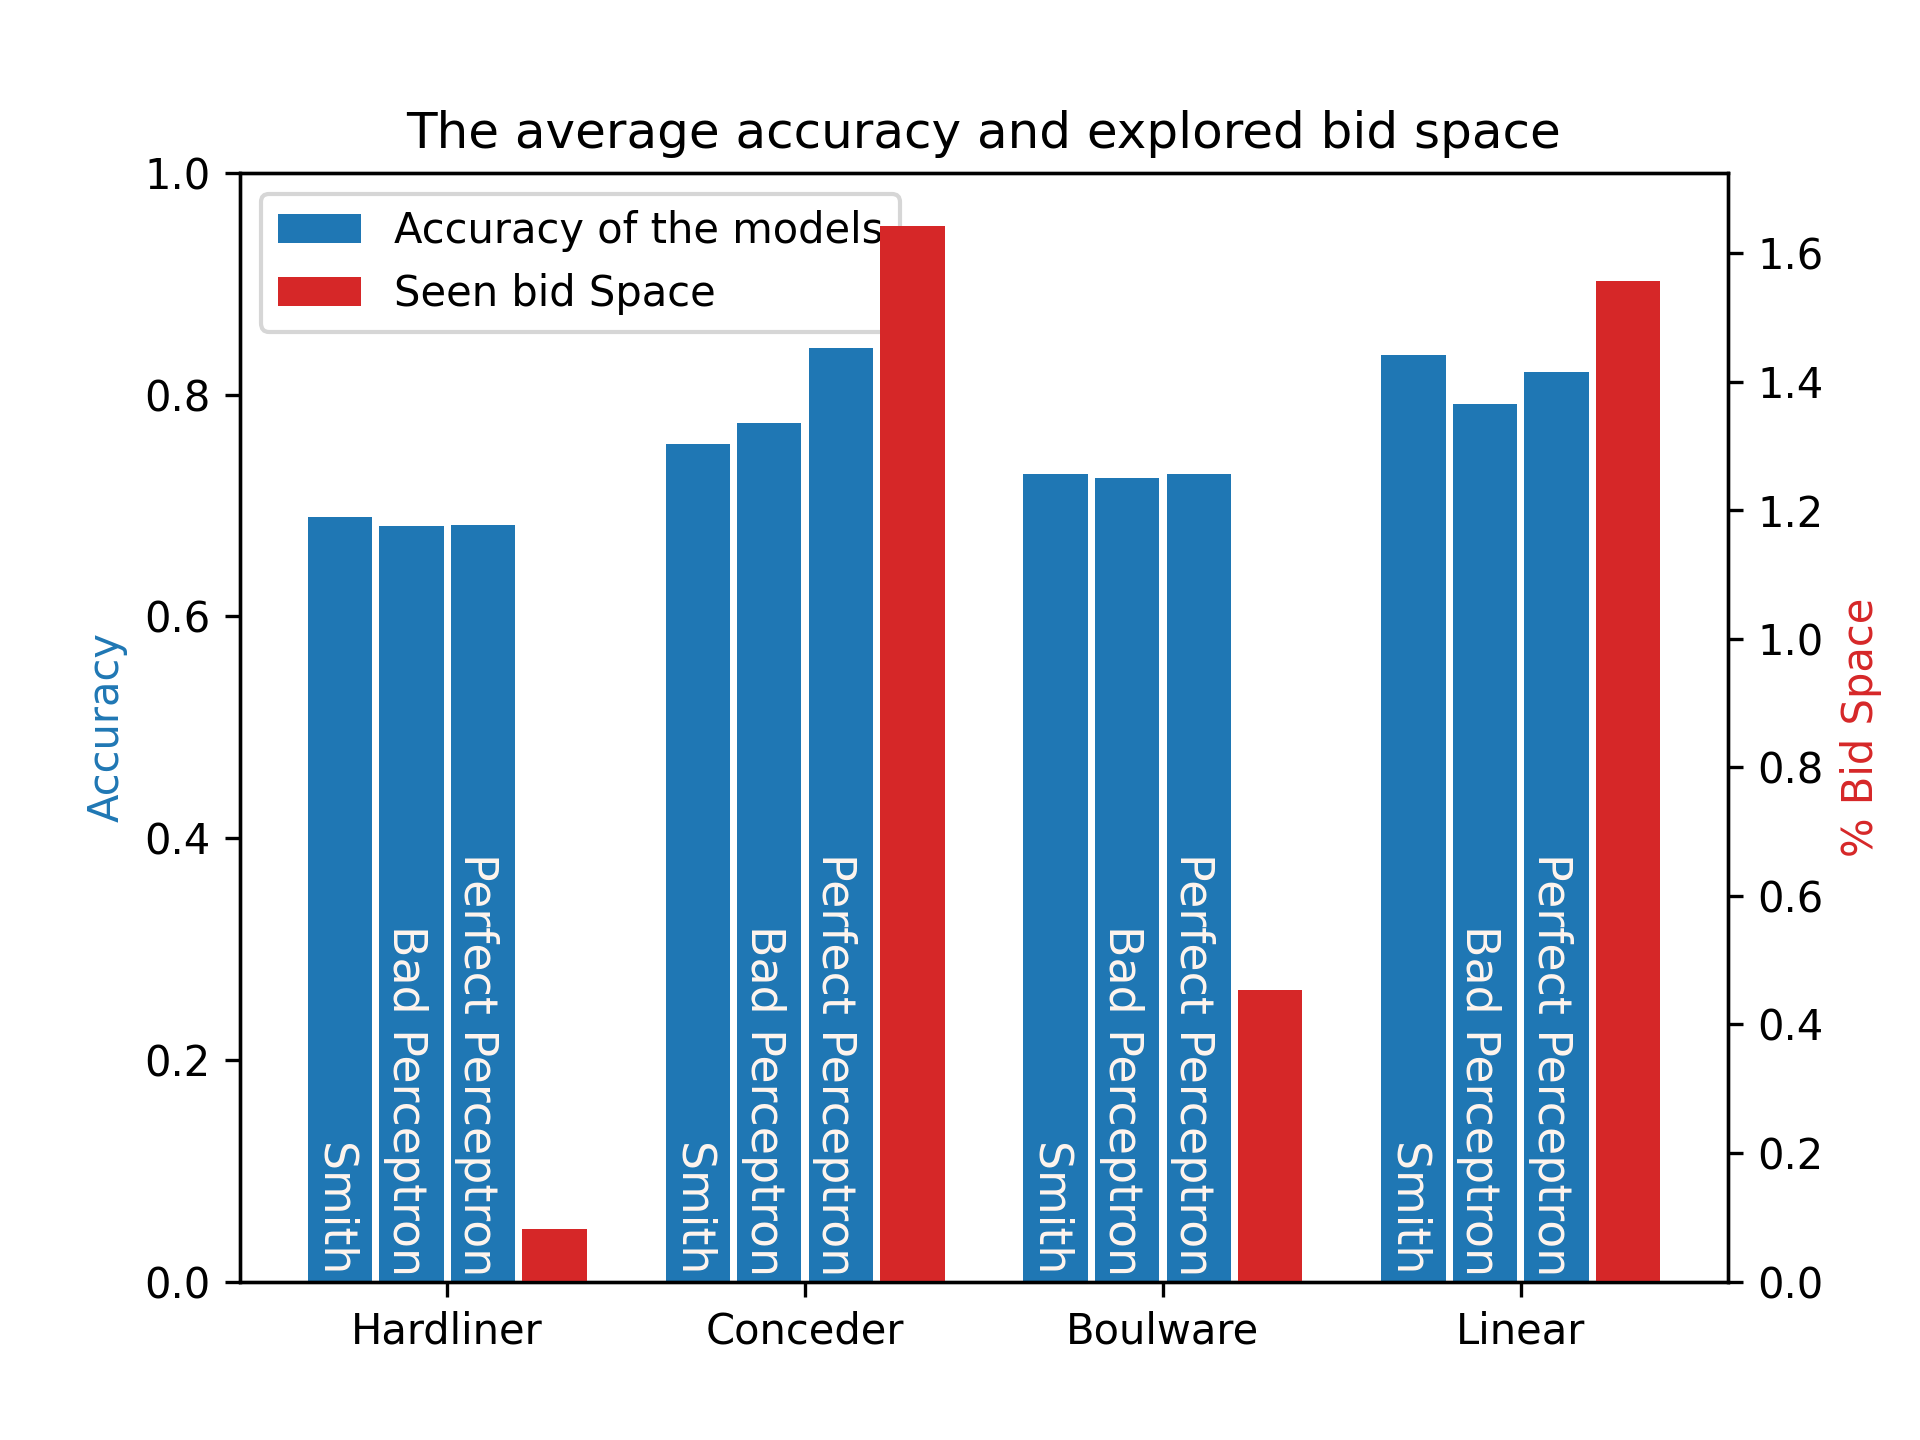 The average accuracy and explored bid space
Accuracy of the models
Seen bid Space
1.0
0.8
0.6
0.4
0.2
0.0
Accuracy
1.6
1.4
1.2
1.0
0.8
0.6
0.4
0.2
0.0
% Bid Space
Smith
Bad Perceptron
Perfect Perceptron
Smith
Bad Perceptron
Perfect Perceptron
Smith
Bad Perceptron
Perfect Perceptron
Smith
Bad Perceptron
Perfect Perceptron
Hardliner
Conceder
Boulware
Linear